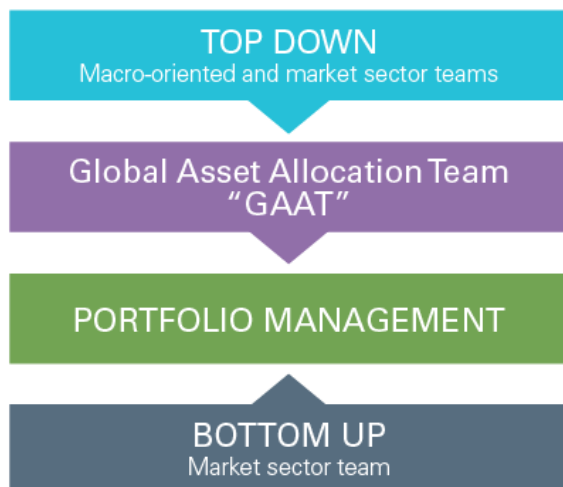 TOP DOWN
Macro-oriented and market sector teams
Global Asset Allocation Team
“GAAT”
PORTFOLIO MANAGEMENT
BOTTOM UP
Market sector team